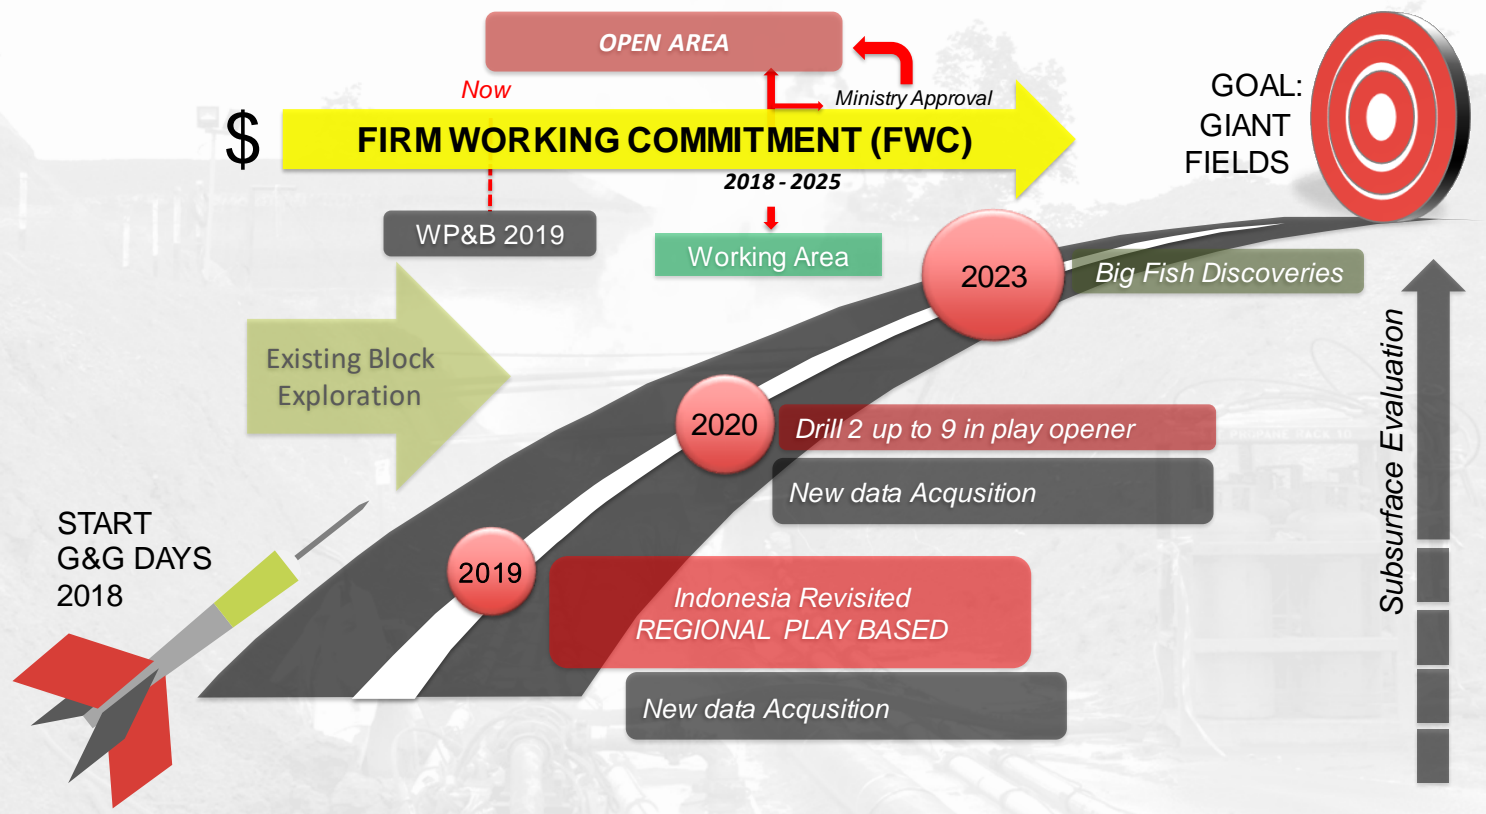 OPEN AREA
Now
Ministry Approval
$
FIRM WORKING COMMITMENT (FWC)
2018 - 2025
GOAL:
GIANT
FIELDS
WP&B 2019
Working Area
2023
Big Fish Discoveries
Existing Block
Exploration
2020
Drill 2 up to 9 in play opener
New data Acqusition
Subsurface Evaluation
START
G&G DAYS
2018
2019
Indonesia Revisited
REGIONAL PLAY BASED
New data Acqusition